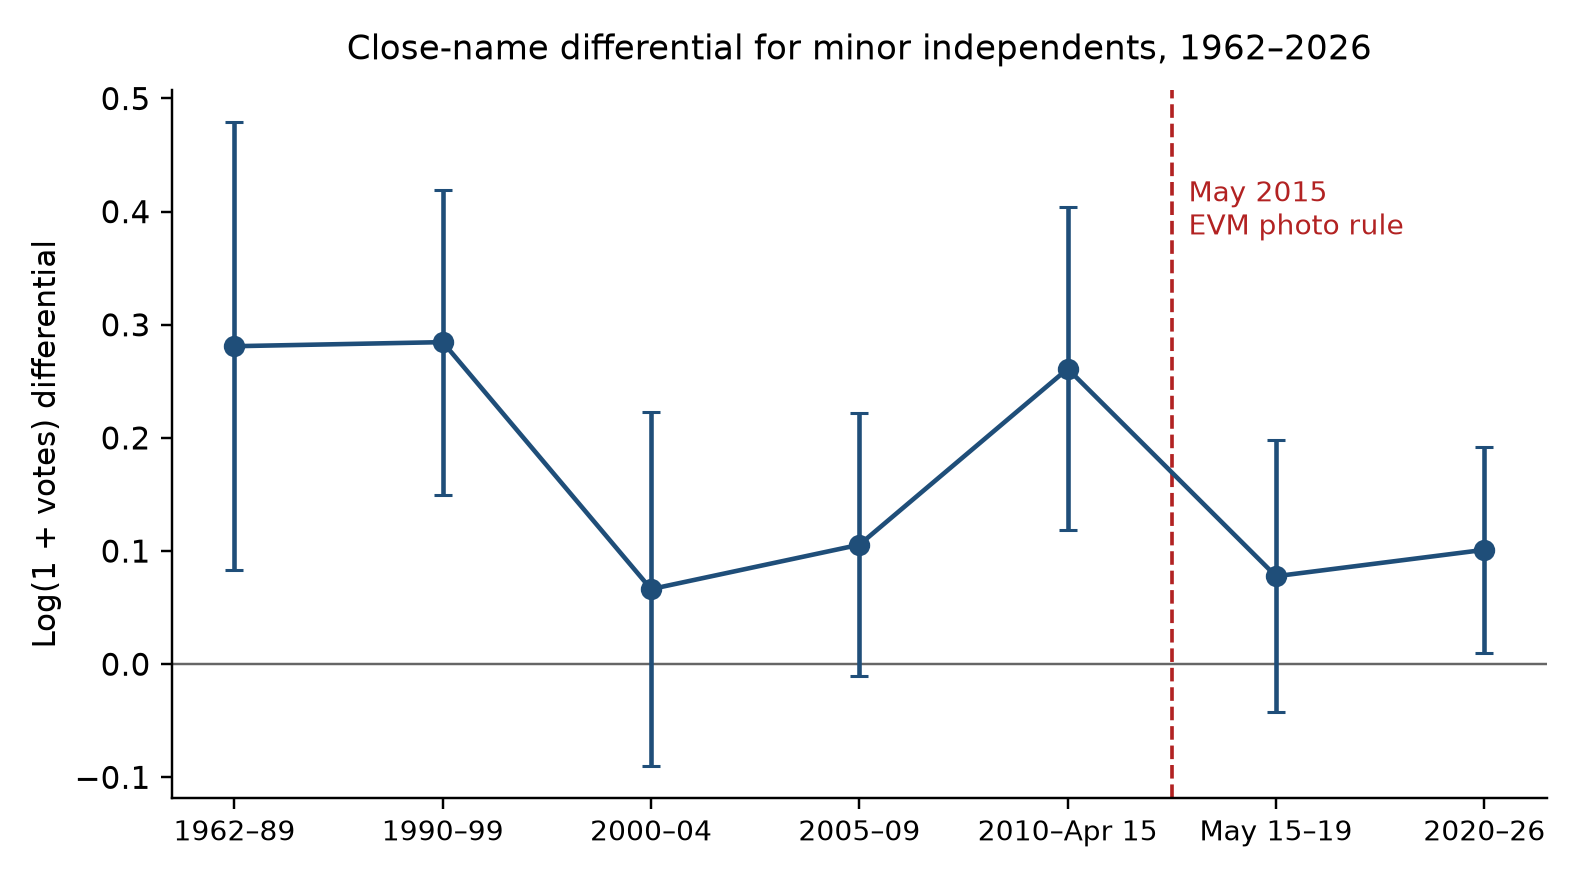 Close-name differential for minor independents, 1962–2026
Log(1 + votes) differential
0.5
0.4
0.3
0.2
0.1
0.0
−0.1
May 2015
EVM photo rule
1962–89
1990–99
2000–04
2005–09
2010–Apr 15
May 15–19
2020–26